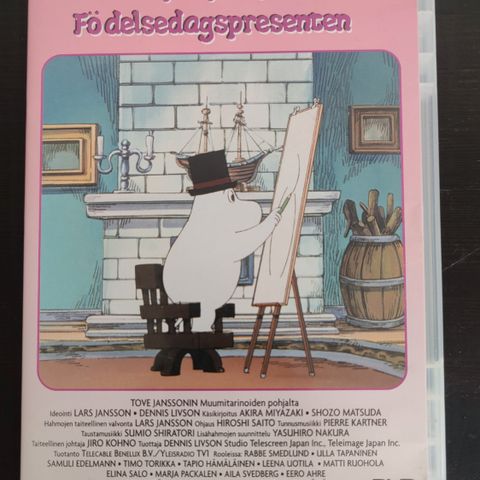 Födelsedagspresenten
TOVE JANSSONIN Muumitarinoiden pohjalta
Ideointi LARS JANSSON • DENNIS LIVSON Käsikirjoitus AKIRA MIYAZAKI • SHOZO MATSUDA
Hahmojen taiteellinen valvonta LARS JANSSON Ohjaus HIROSHI SAITO Tunnusmusiikki PIERRE KARTNER
Taustamusiikki SUMIO SHIRATORI Lisähahmojen suunnittelu YASUHIRO NAKURA
Taiteellinen johtaja JIRO KOHNO Tuottaja DENNIS LIVSON Studio Telescreen Japan Inc., Teleimage Japan Inc.
Tuotanto TELECABLE BENELUX B.V./YLEISRADIO TV1 Rooleissa: RABBE SMEDLUND • ULLA TAPANINEN
SAMULI EDELMANN • TIMO TORIKKA • TAPIO HÄMÄLÄINEN • LEENA UOTILA • MATTI RUOHOLA
ELINA SALO • MARJA PACKALEN • AILA SVEDBERG • EERO AHRE